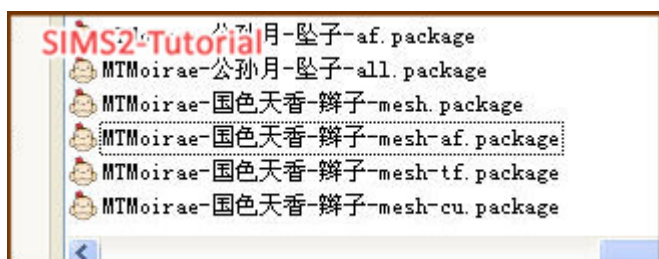 SIMS2-Tutorial
月-坠子-af.package
MTMoirae-公孙月-坠子-all.package
MTMoirae-国色天香-辫子-mesh.package
MTMoirae-国色天香-辫子-mesh-af.package
MTMoirae-国色天香-辫子-mesh-tf.package
MTMoirae-国色天香-辫子-mesh-cu.package